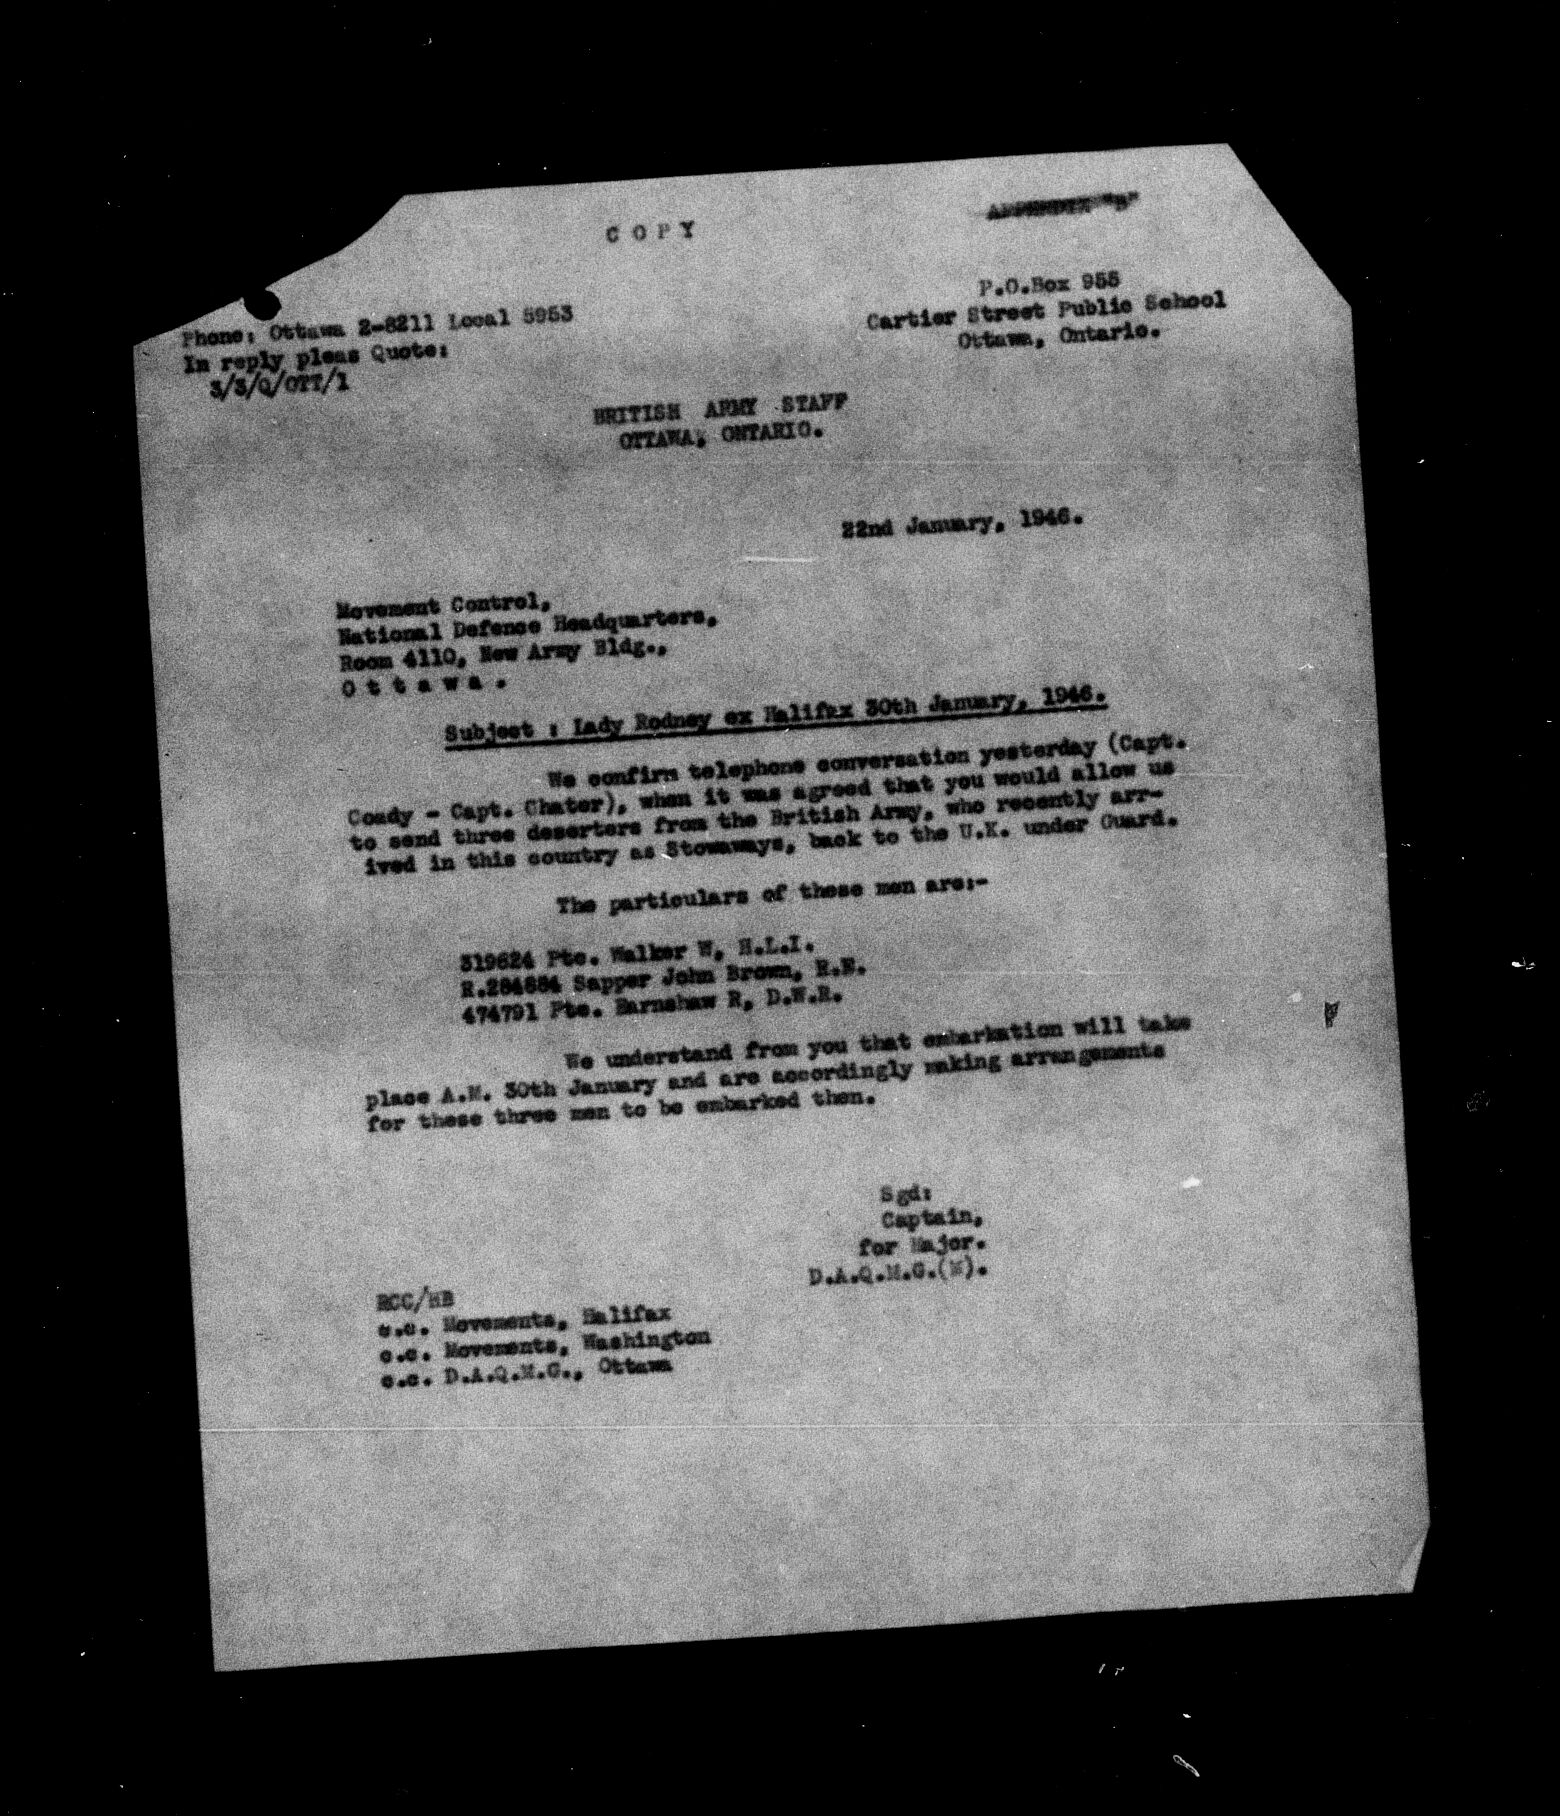 COPY
APPENDIX "B"
P.O.Box 955
Cartier Street Public School
Ottawa, Ontario.
Phone: Ottawa 2-8211 Local 5953
In reply pleas Quote:
3/3/Q/OTT/1
BRITISH ARMY STAFF
OTTAWA, ONTARIO.
22nd January, 1946.
Movement Control,
National Defence Headquarters,
Room 4110, New Army Bldg.,
O t t a w a .
Subject : Lady Rodney ex Halifax 30th January, 1946.
We confirm telephone conversation yesterday (Capt.
Coady - Capt. Chater), when it was agreed that you would allow us
to send three deserters from the British Army, who recently arr-
ived in this country as Stowaways, back to the U.K. under Guard.
The particulars of these men are:-
319824 Pte. Walker W, H.L.I.
Sapper John Brown, R.E.
474791 Pte. Earnshaw R, D.W.R.
We understand from you that embarkation will take
place A.M. 30th January and are accordingly making arrangements
for these three men to be embarked then.
Sgd:
Captain,
for Major.
D.A.Q.M.G.(M).
RCC/HB
c.c. Movements, Halifax
c.c. Movements, Washington
c.c. D.A.Q.M.G., Ottawa